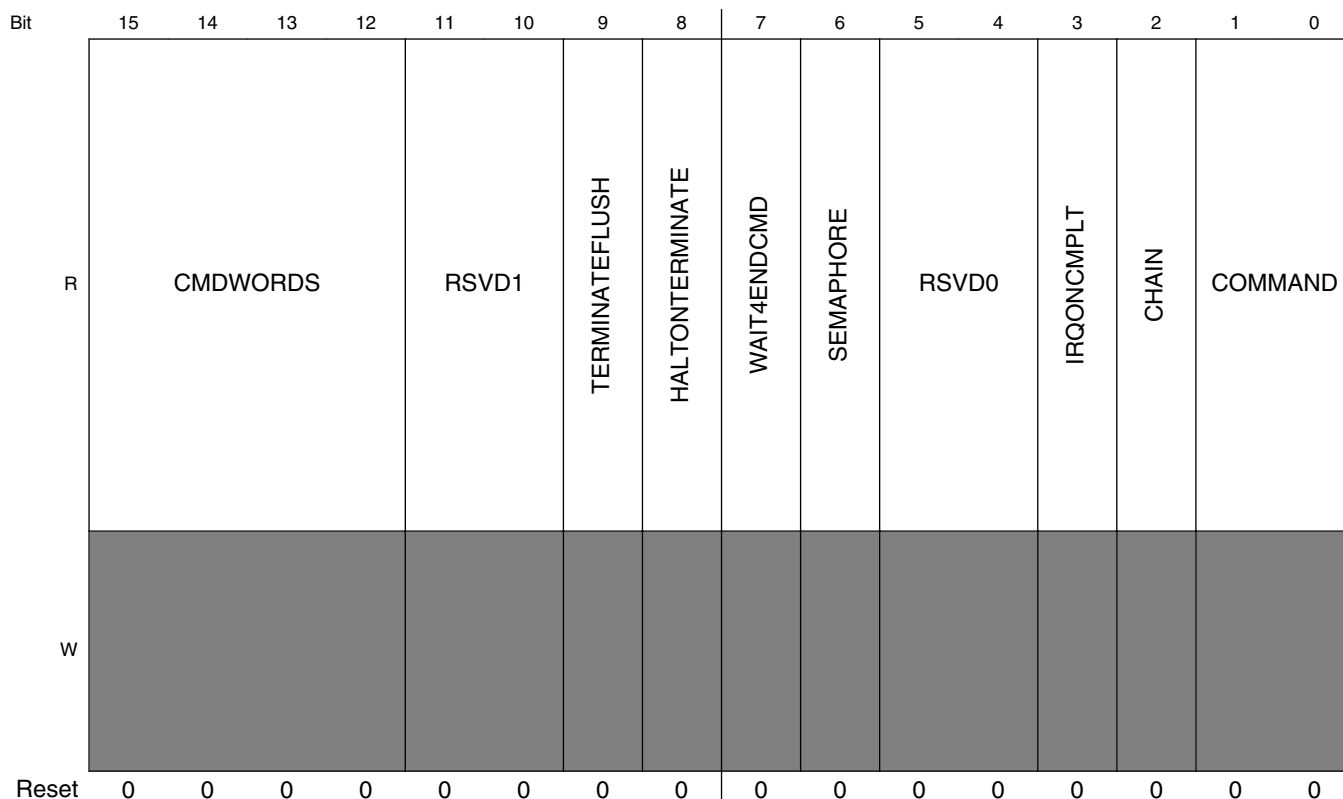 Bit 15 14 13 12 11 10 9 8 7 6 5 4 3 2 1 0
R CMDWORDS RSVD1 TERMINATEFLUSH HALTONTERMINATE WAIT4ENDCMD SEMAPHORE RSVD0 IRQONCMPLT CHAIN COMMAND
W
Reset 0 0 0 0 0 0 0 0 0 0 0 0 0 0 0 0